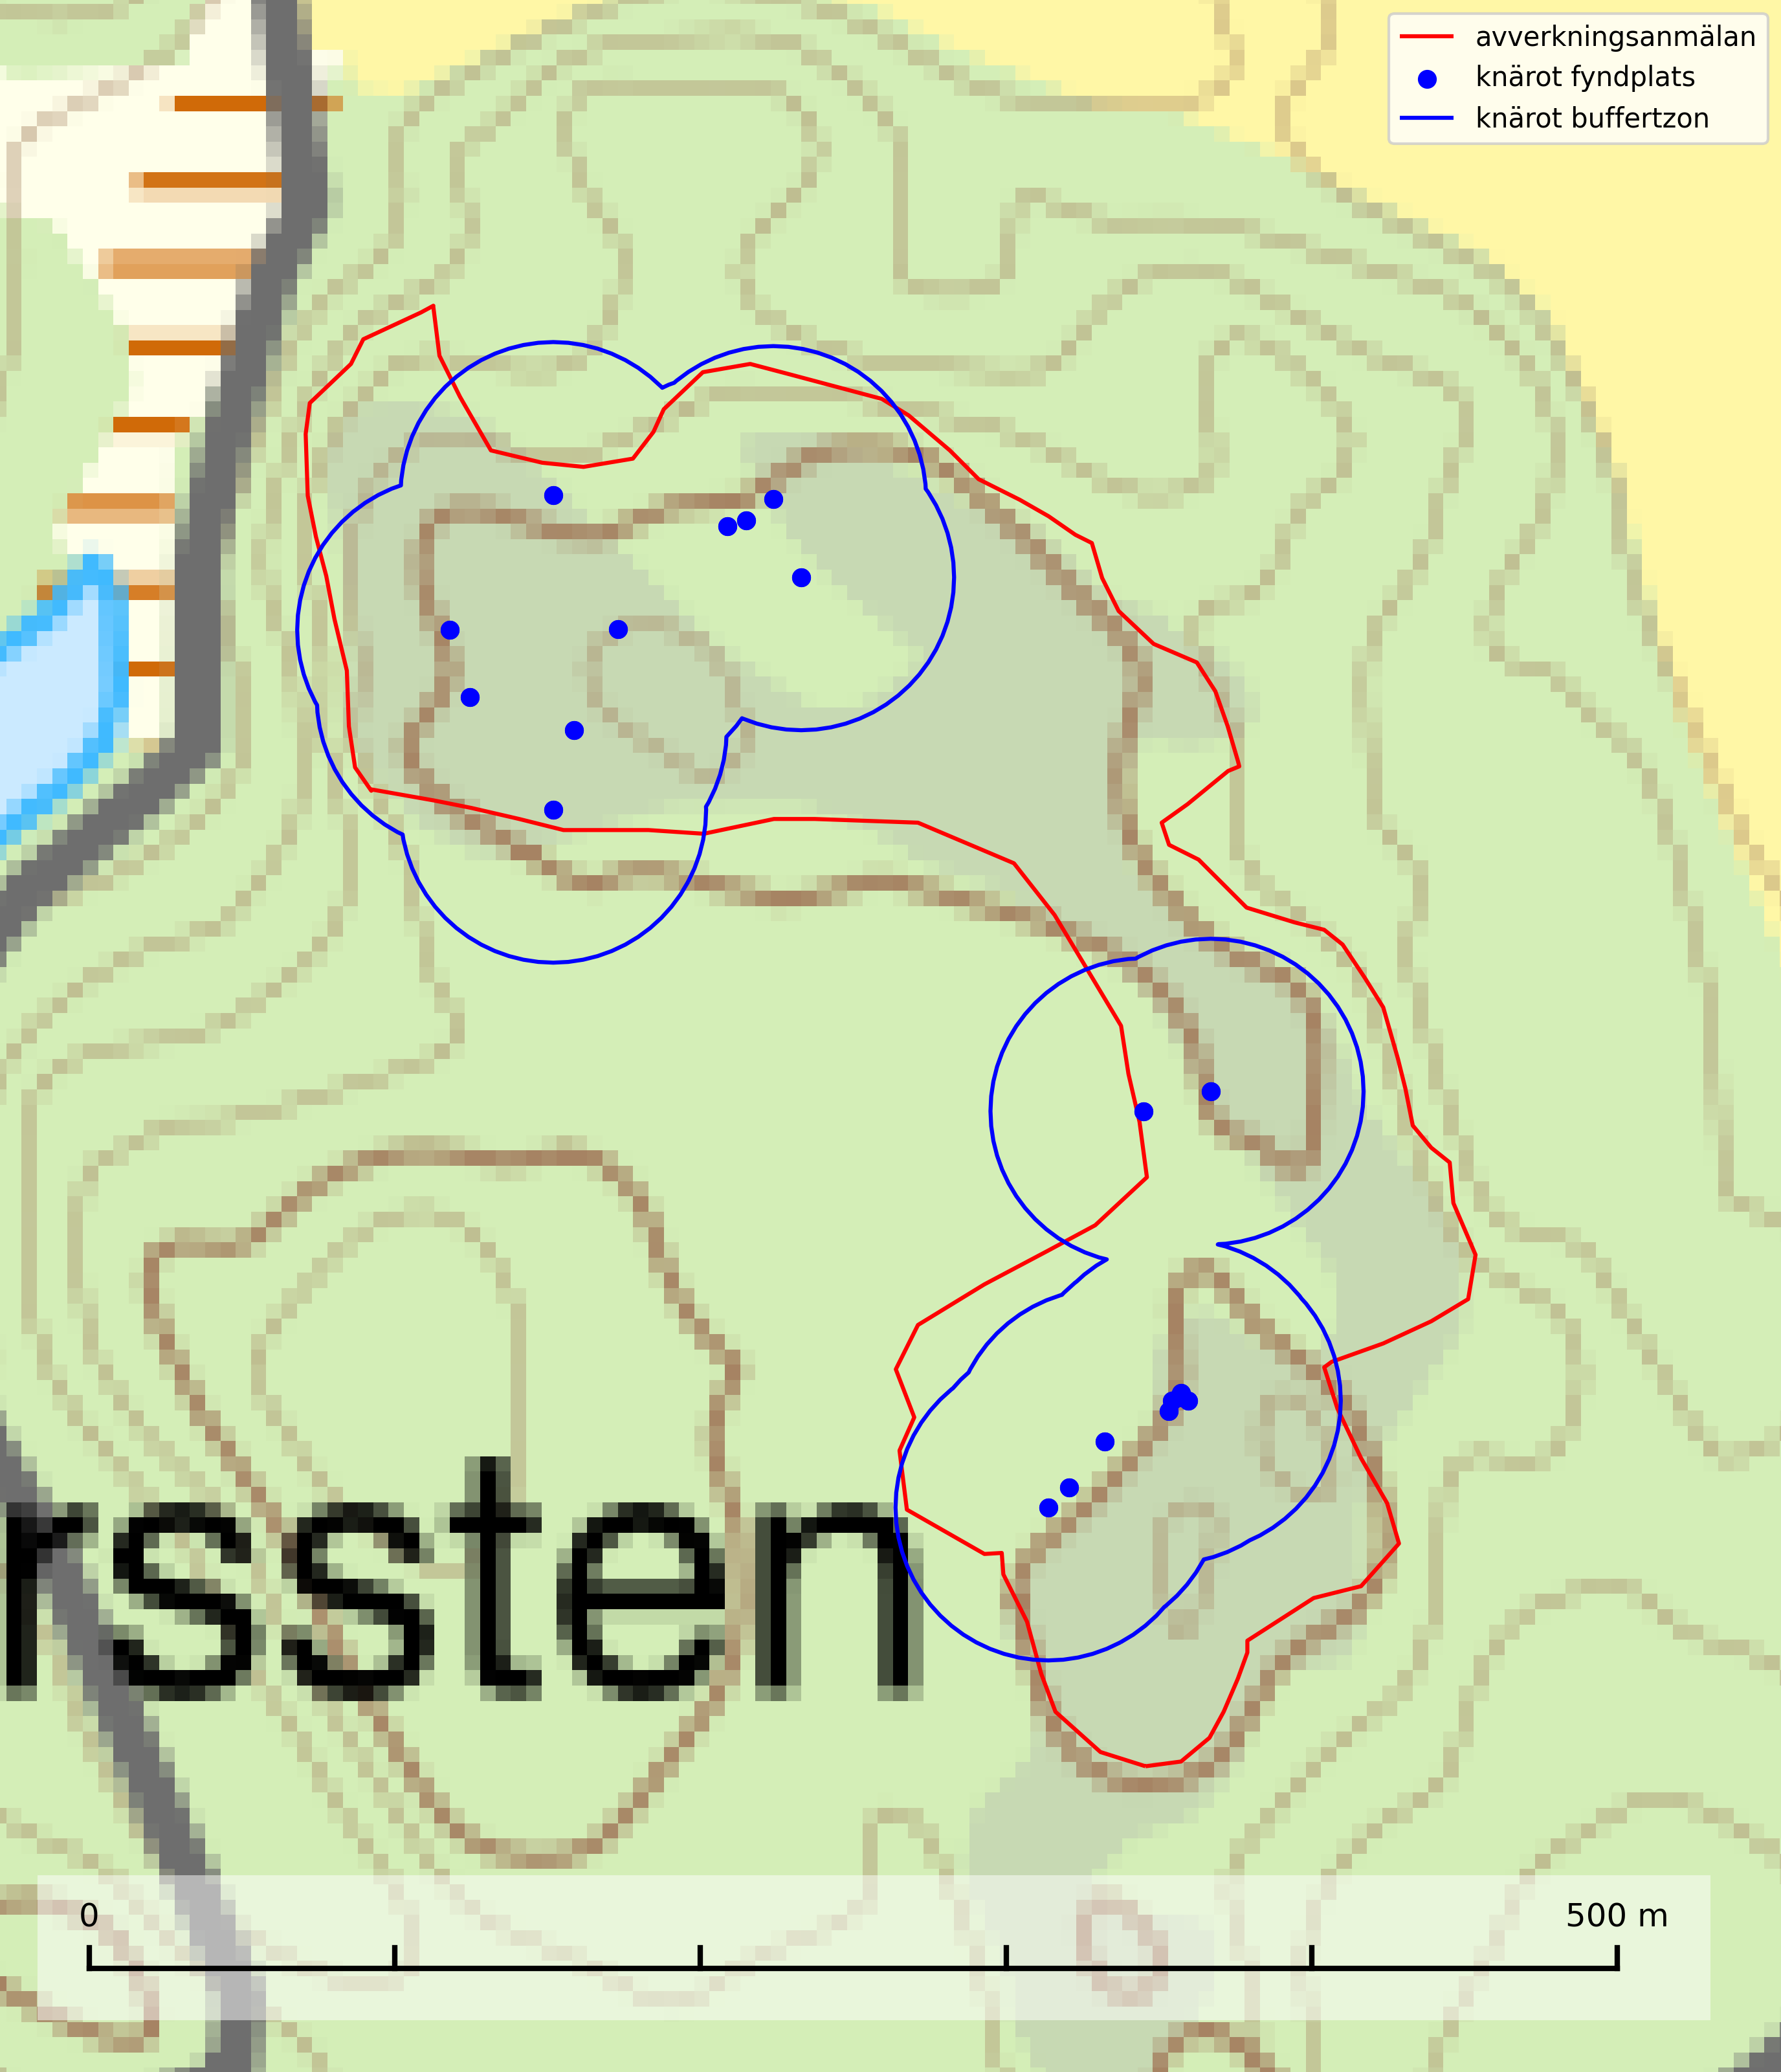 avverkningsanmälan
knärot fyndplats
knärot buffertzon
rssten
0 500 m